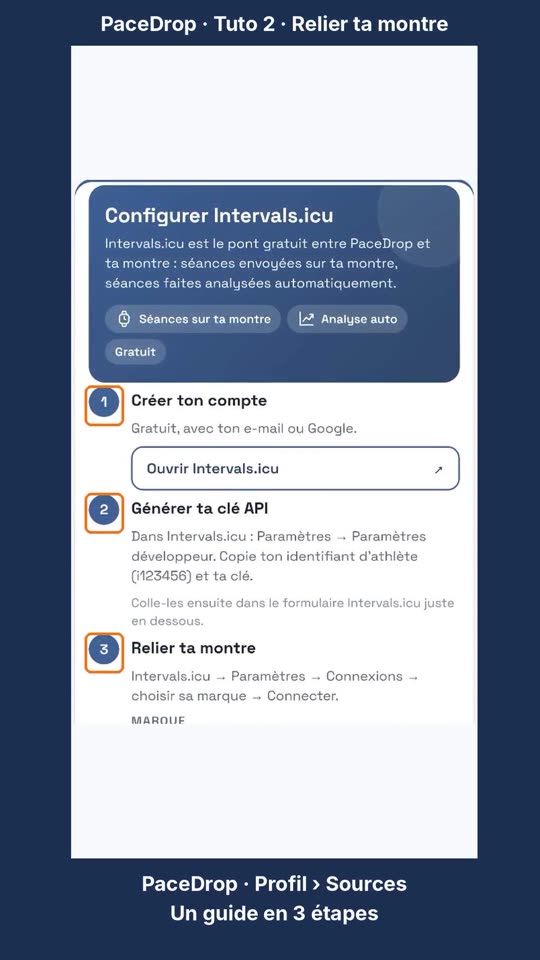 PaceDrop · Tuto 2 · Relier ta montre
Configurer Intervals.icu
Intervals.icu est le pont gratuit entre PaceDrop et
ta montre : séances envoyées sur ta montre,
séances faites analysées automatiquement.
Séances sur ta montre
Analyse auto
Gratuit
1
Créer ton compte
Gratuit, avec ton e-mail ou Google.
Ouvrir Intervals.icu ↗
2
Générer ta clé API
Dans Intervals.icu : Paramètres → Paramètres
développeur. Copie ton identifiant d'athlète
(i123456) et ta clé.
Colle-les ensuite dans le formulaire Intervals.icu juste
en dessous.
3
Relier ta montre
Intervals.icu → Paramètres → Connexions →
choisir sa marque → Connecter.
MARQUE
PaceDrop · Profil › Sources
Un guide en 3 étapes